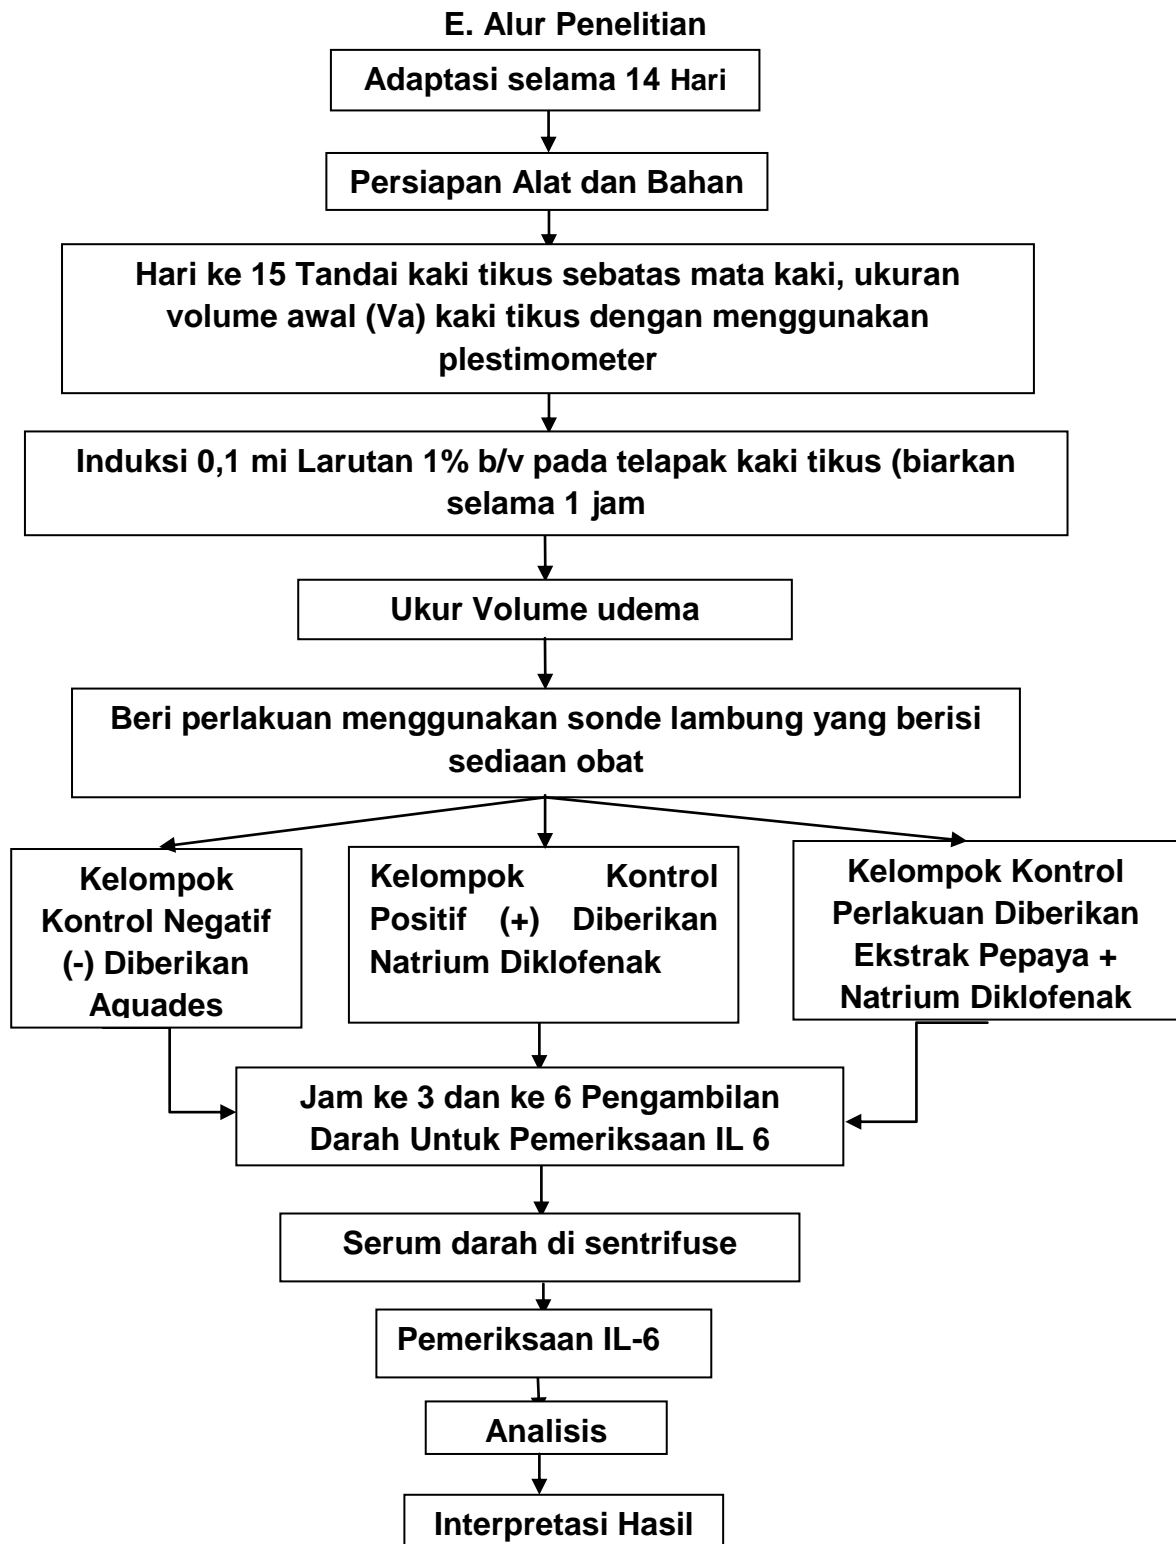 E. Alur Penelitian
Adaptasi selama 14 Hari
Persiapan Alat dan Bahan
Hari ke 15 Tandai kaki tikus sebatas mata kaki, ukuran
volume awal (Va) kaki tikus dengan menggunakan
plestimometer
Induksi 0,1 mi Larutan 1% b/v pada telapak kaki tikus (biarkan
selama 1 jam
Ukur Volume udema
Beri perlakuan menggunakan sonde lambung yang berisi
sediaan obat
Kelompok
Kontrol Negatif
(-) Diberikan
Aquades
Kelompok Kontrol
Positif (+) Diberikan
Natrium Diklofenak
Kelompok Kontrol
Perlakuan Diberikan
Ekstrak Pepaya +
Natrium Diklofenak
Jam ke 3 dan ke 6 Pengambilan
Darah Untuk Pemeriksaan IL 6
Serum darah di sentrifuse
Pemeriksaan IL-6
Analisis
Interpretasi Hasil